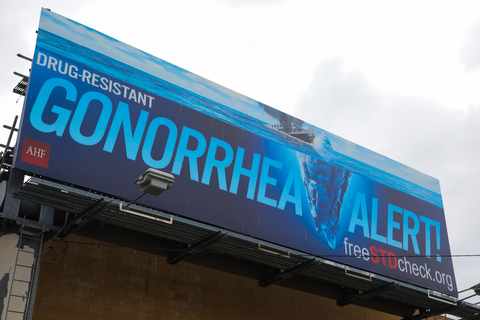 DRUG-RESISTANT
GONORRHEA ALERT!
AHF
freeSTDcheck.org